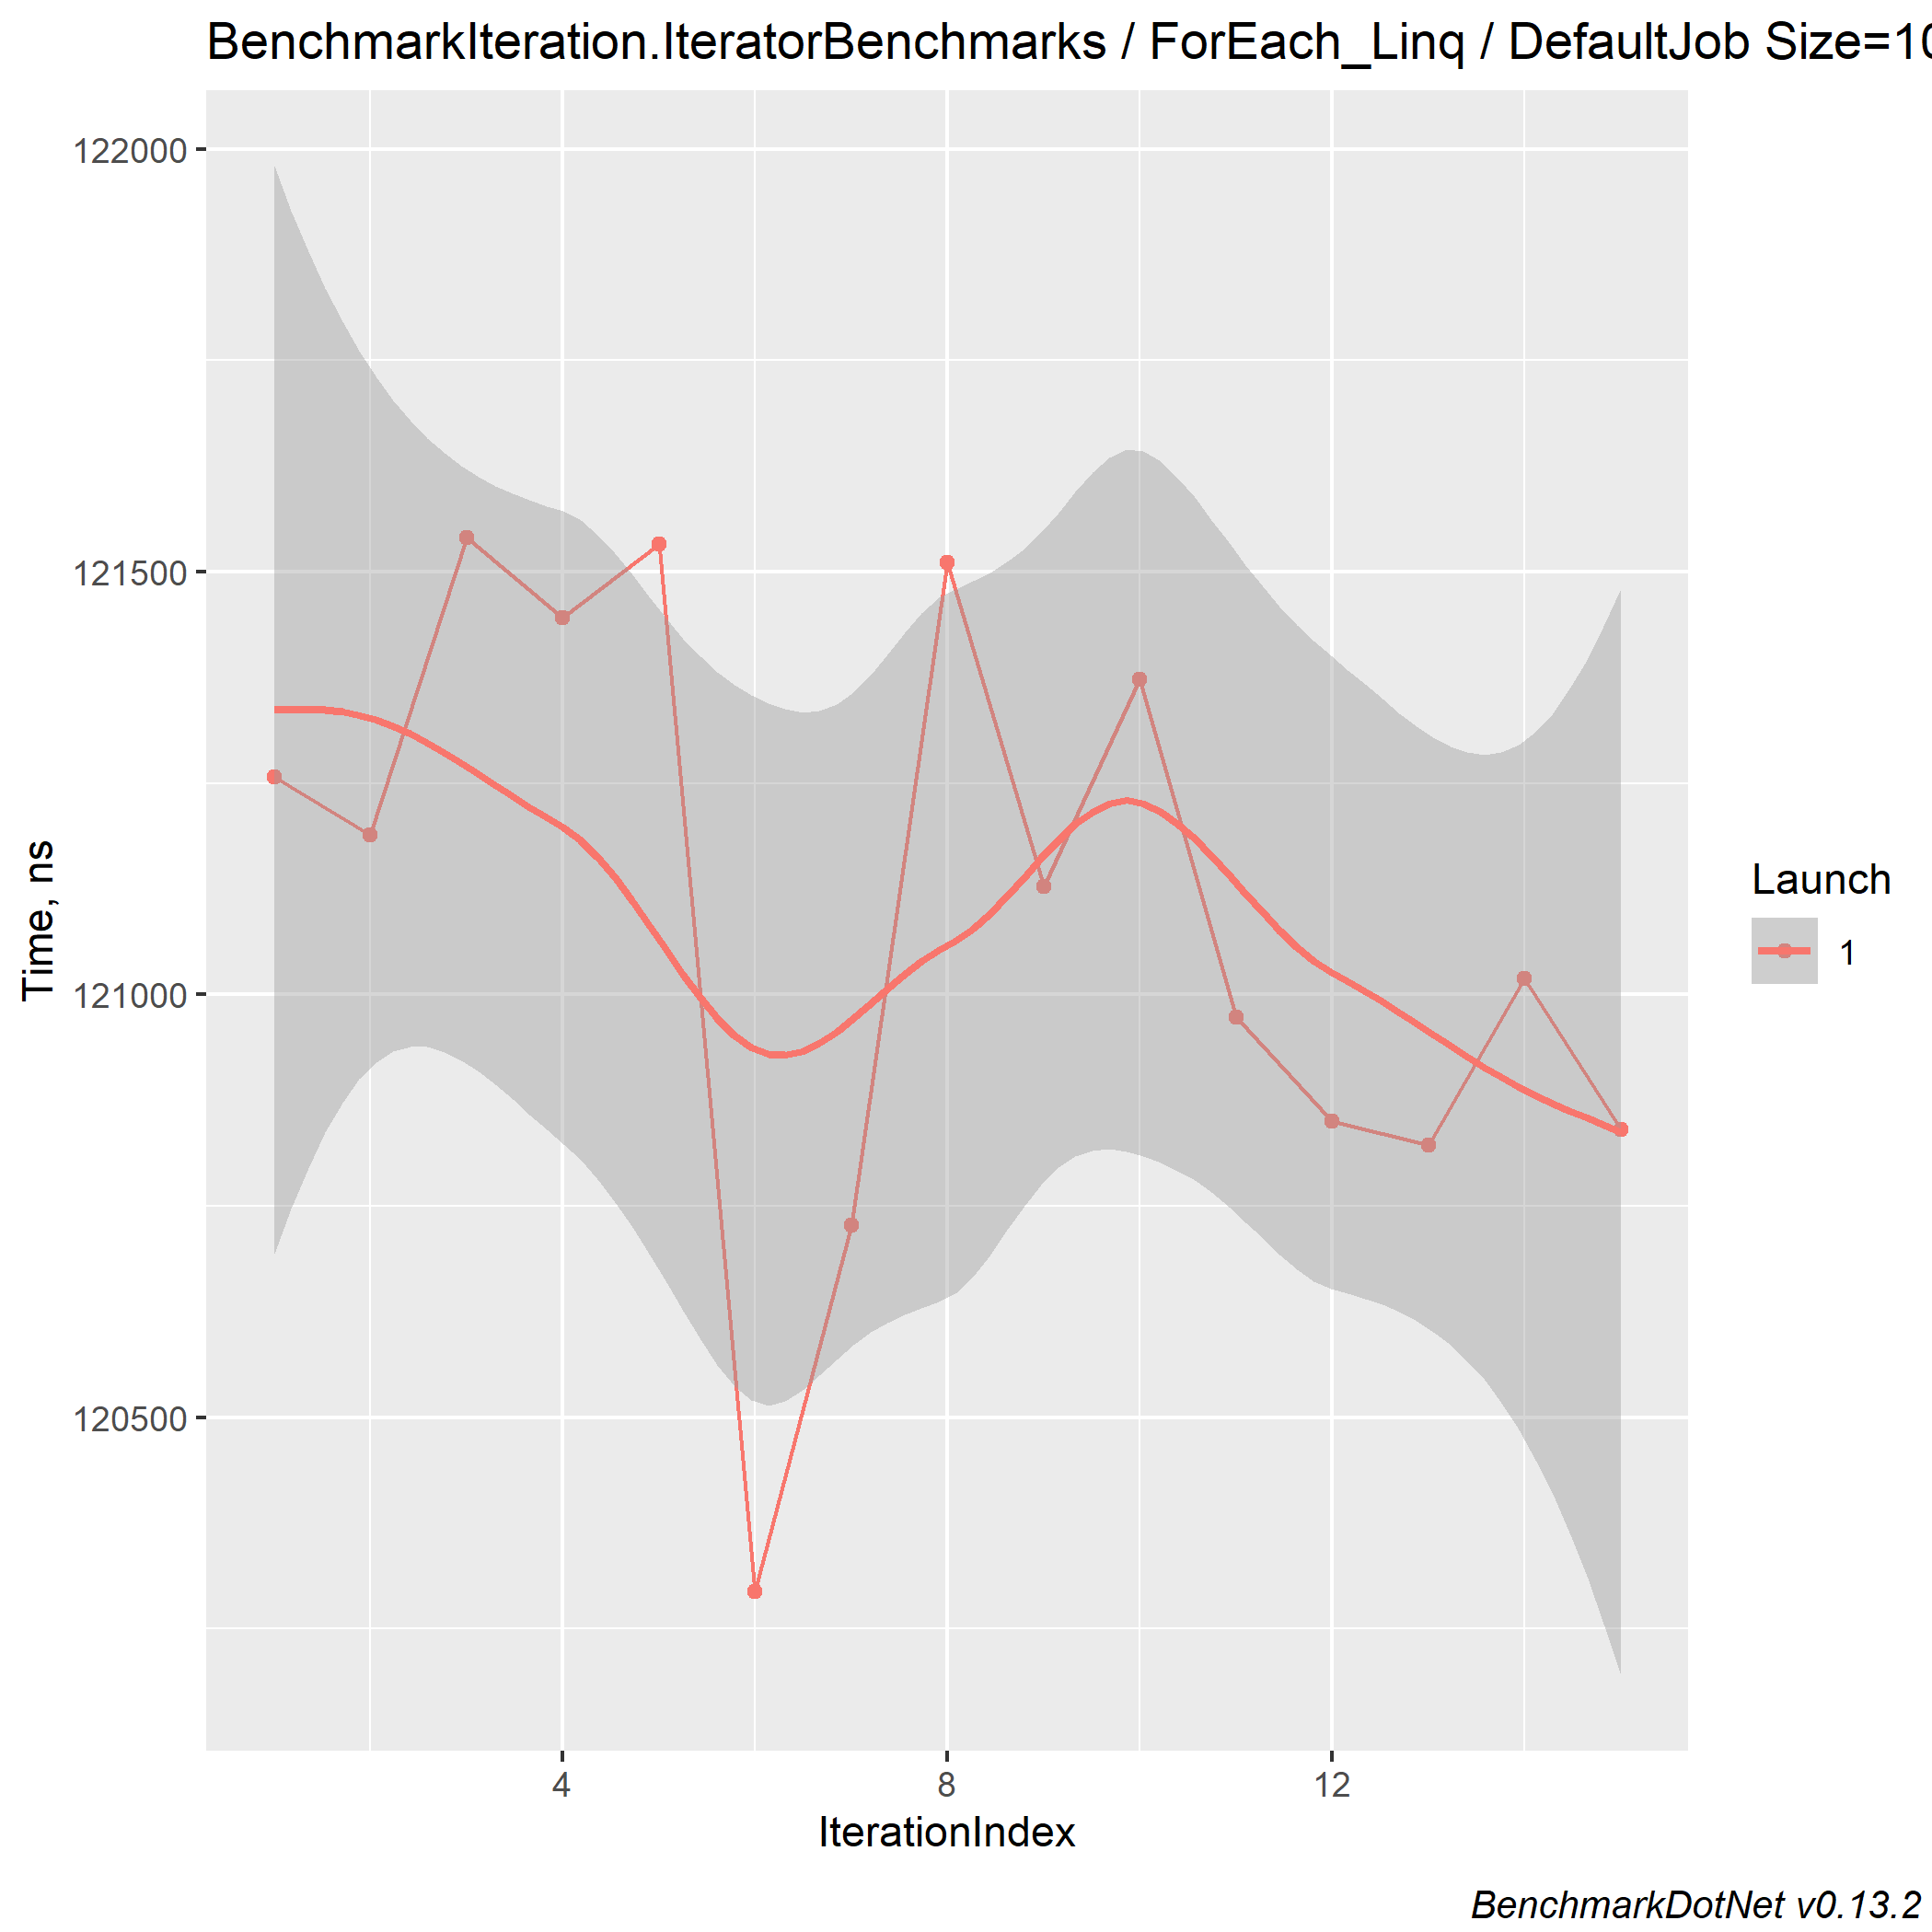 BenchmarkIteration.IteratorBenchmarks / ForEach_Linq / DefaultJob Size=10
122000
121500
121000
120500
Time, ns
4 8 12
IterationIndex
Launch
1
BenchmarkDotNet v0.13.2